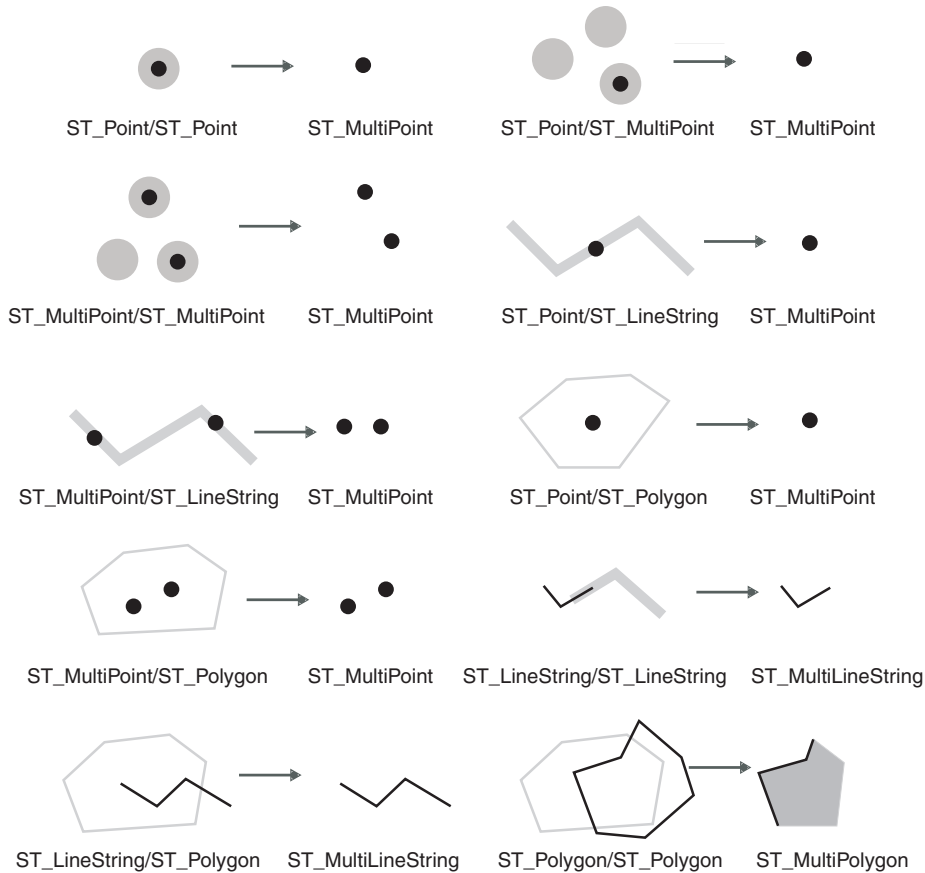 ST_Point/ST_Point ST_MultiPoint ST_Point/ST_MultiPoint ST_MultiPoint
ST_MultiPoint/ST_MultiPoint ST_MultiPoint ST_Point/ST_LineString ST_MultiPoint
ST_MultiPoint/ST_LineString ST_MultiPoint ST_Point/ST_Polygon ST_MultiPoint
ST_MultiPoint/ST_Polygon ST_MultiPoint ST_LineString/ST_LineString ST_MultiLineString
ST_LineString/ST_Polygon ST_MultiLineString ST_Polygon/ST_Polygon ST_MultiPolygon